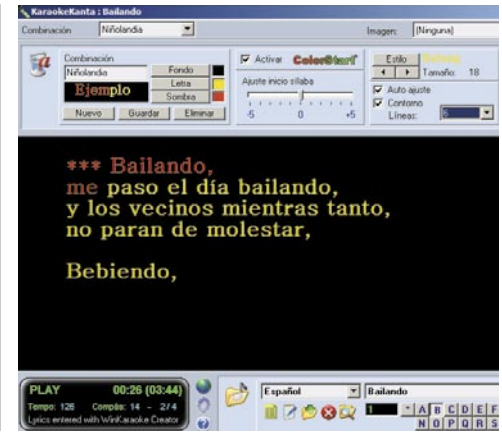 KaraokeKanta : Bailando
Combinación Niñolandia Imagen: (Ninguna)
Combinación
Niñolandia
Ejemplo
Fondo
Letra
Sombra
Nuevo Guardar Eliminar
Activar ColorStart
Ajuste inicio sílaba
-5 0 +5
Estilo
Tamaño: 18
Auto ajuste
Contorno
Líneas: 6
*** Bailando,
me paso el día bailando,
y los vecinos mientras tanto,
no paran de molestar,
Bebiendo,
PLAY 00:26 (03:44)
Tempo: 126 Compás: 14 - 2/4
Lyrics entered with WinKaraoke Creator
Español Bailando
1 * A B C D E F
N O P Q R S